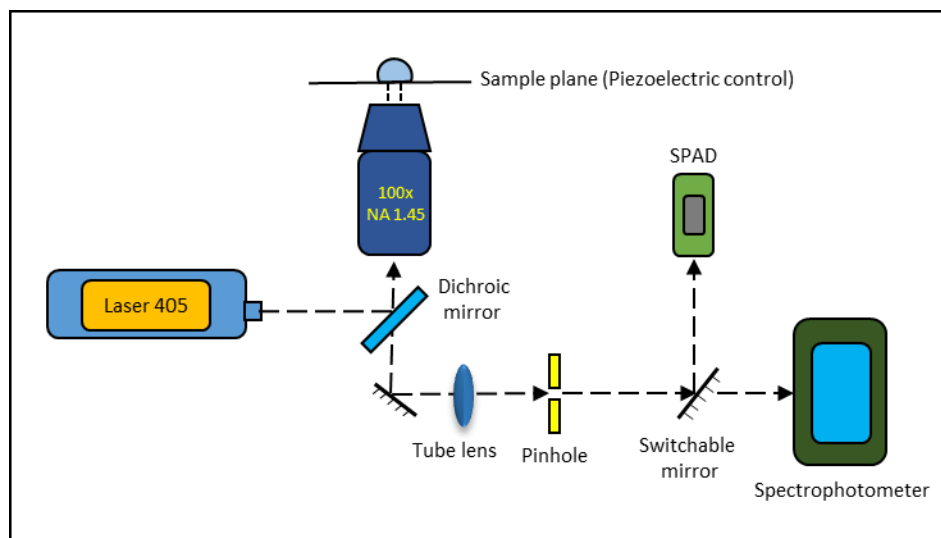 Sample plane (Piezoelectric control)
SPAD
100x
NA 1.45
Laser 405
Dichroic
mirror
Tube lens
Pinhole
Switchable
mirror
Spectrophotometer